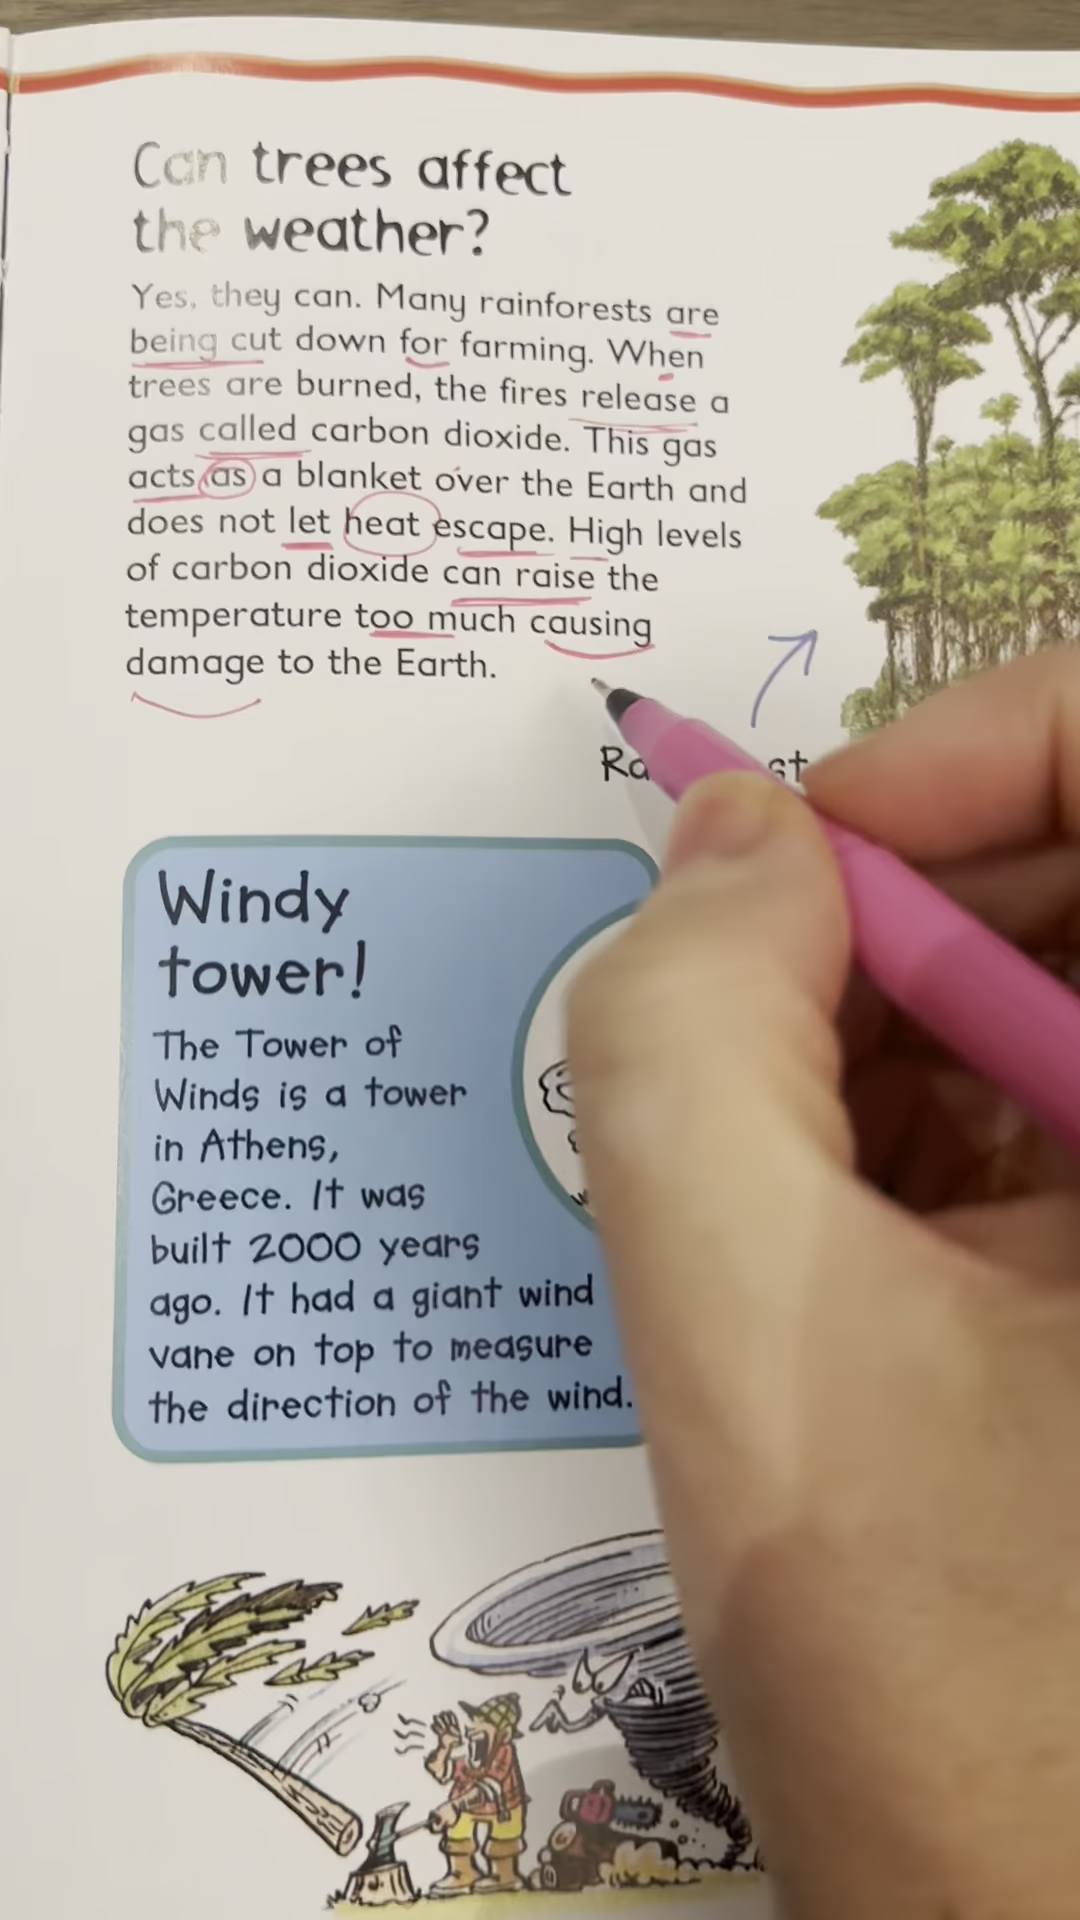 Can trees affect
the weather?
Yes, they can. Many rainforests are
being cut down for farming. When
trees are burned, the fires release a
gas called carbon dioxide. This gas
acts as a blanket over the Earth and
does not let heat escape. High levels
of carbon dioxide can raise the
temperature too much causing
damage to the Earth.
Windy
tower!
The Tower of
Winds is a tower
in Athens,
Greece. It was
built 2000 years
ago. It had a giant wind
vane on top to measure
the direction of the wind.